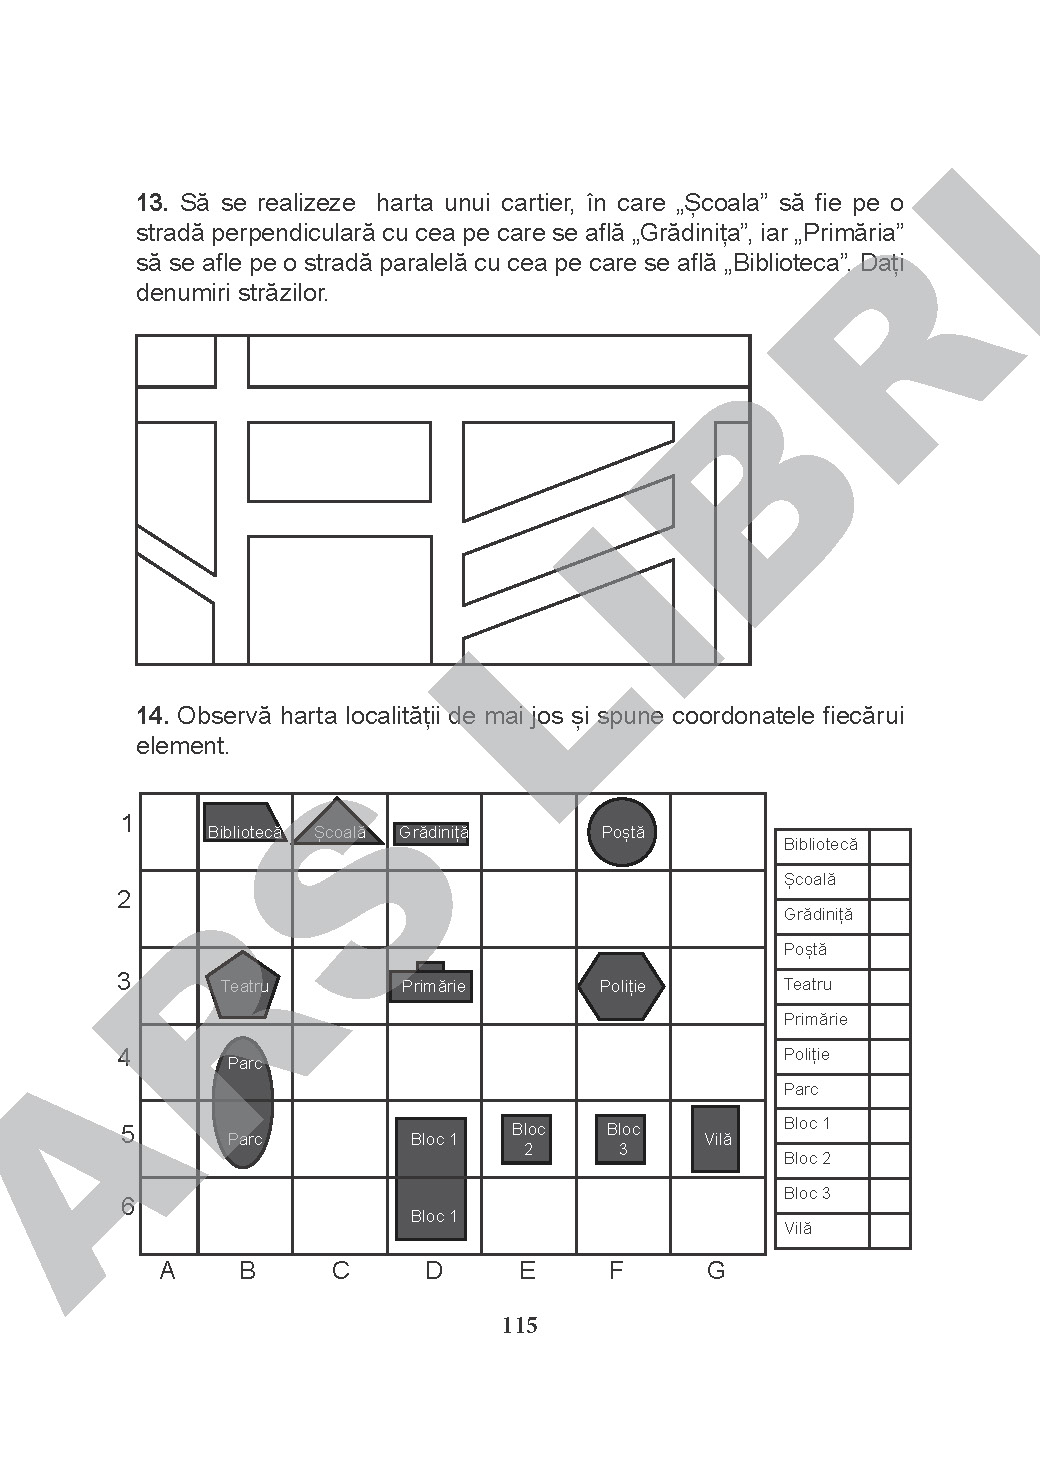 13. Să se realizeze harta unui cartier, în care „Școala” să fie pe o
stradă perpendiculară cu cea pe care se află „Grădinița”, iar „Primăria”
să se afle pe o stradă paralelă cu cea pe care se află „Biblioteca”. Dați
denumiri străzilor.
14. Observă harta localității de mai jos și spune coordonatele fiecărui
element.
1
Bibliotecă Școală Grădiniță Poștă
2
3
Teatru Primărie Poliție
4
Parc
5
Parc Bloc 1 Bloc 2 Bloc 3 Vilă
6
Bloc 1
A B C D E F G
Bibliotecă
Școală
Grădiniță
Poștă
Teatru
Primărie
Poliție
Parc
Bloc 1
Bloc 2
Bloc 3
Vilă
115
ARS LIBRI